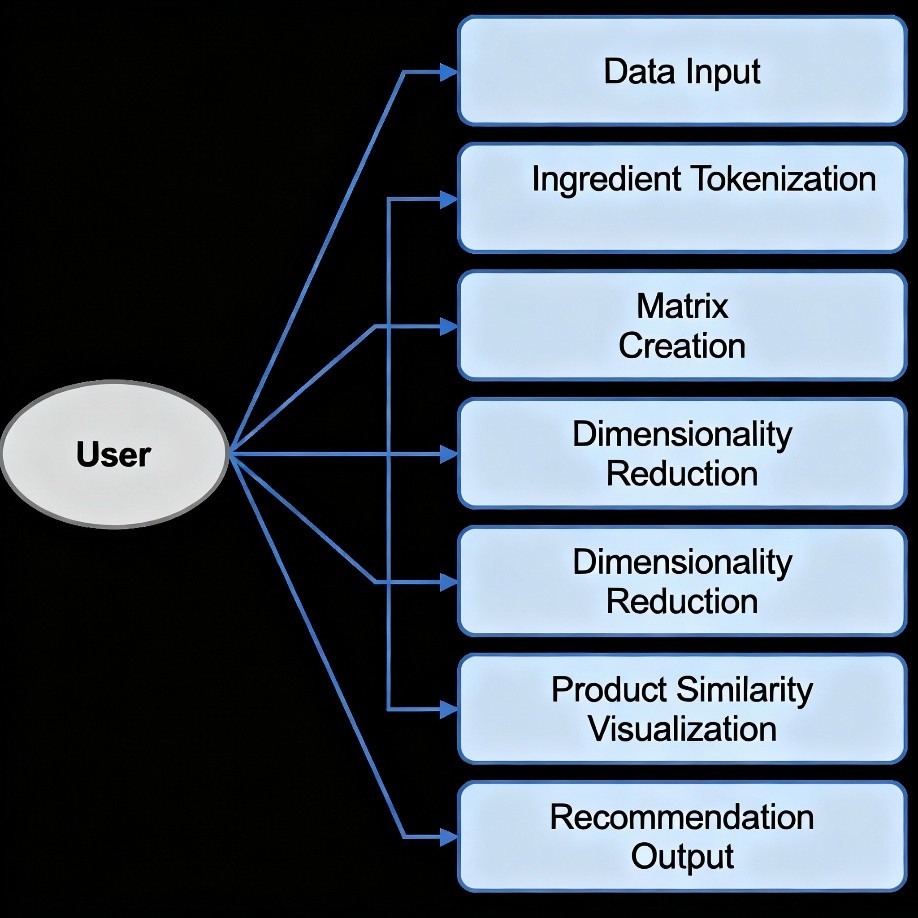 Data Input
Ingredient Tokenization
Matrix
Creation
Dimensionality
Reduction
User
Dimensionality
Reduction
Product Similarity
Visualization
Recommendation
Output